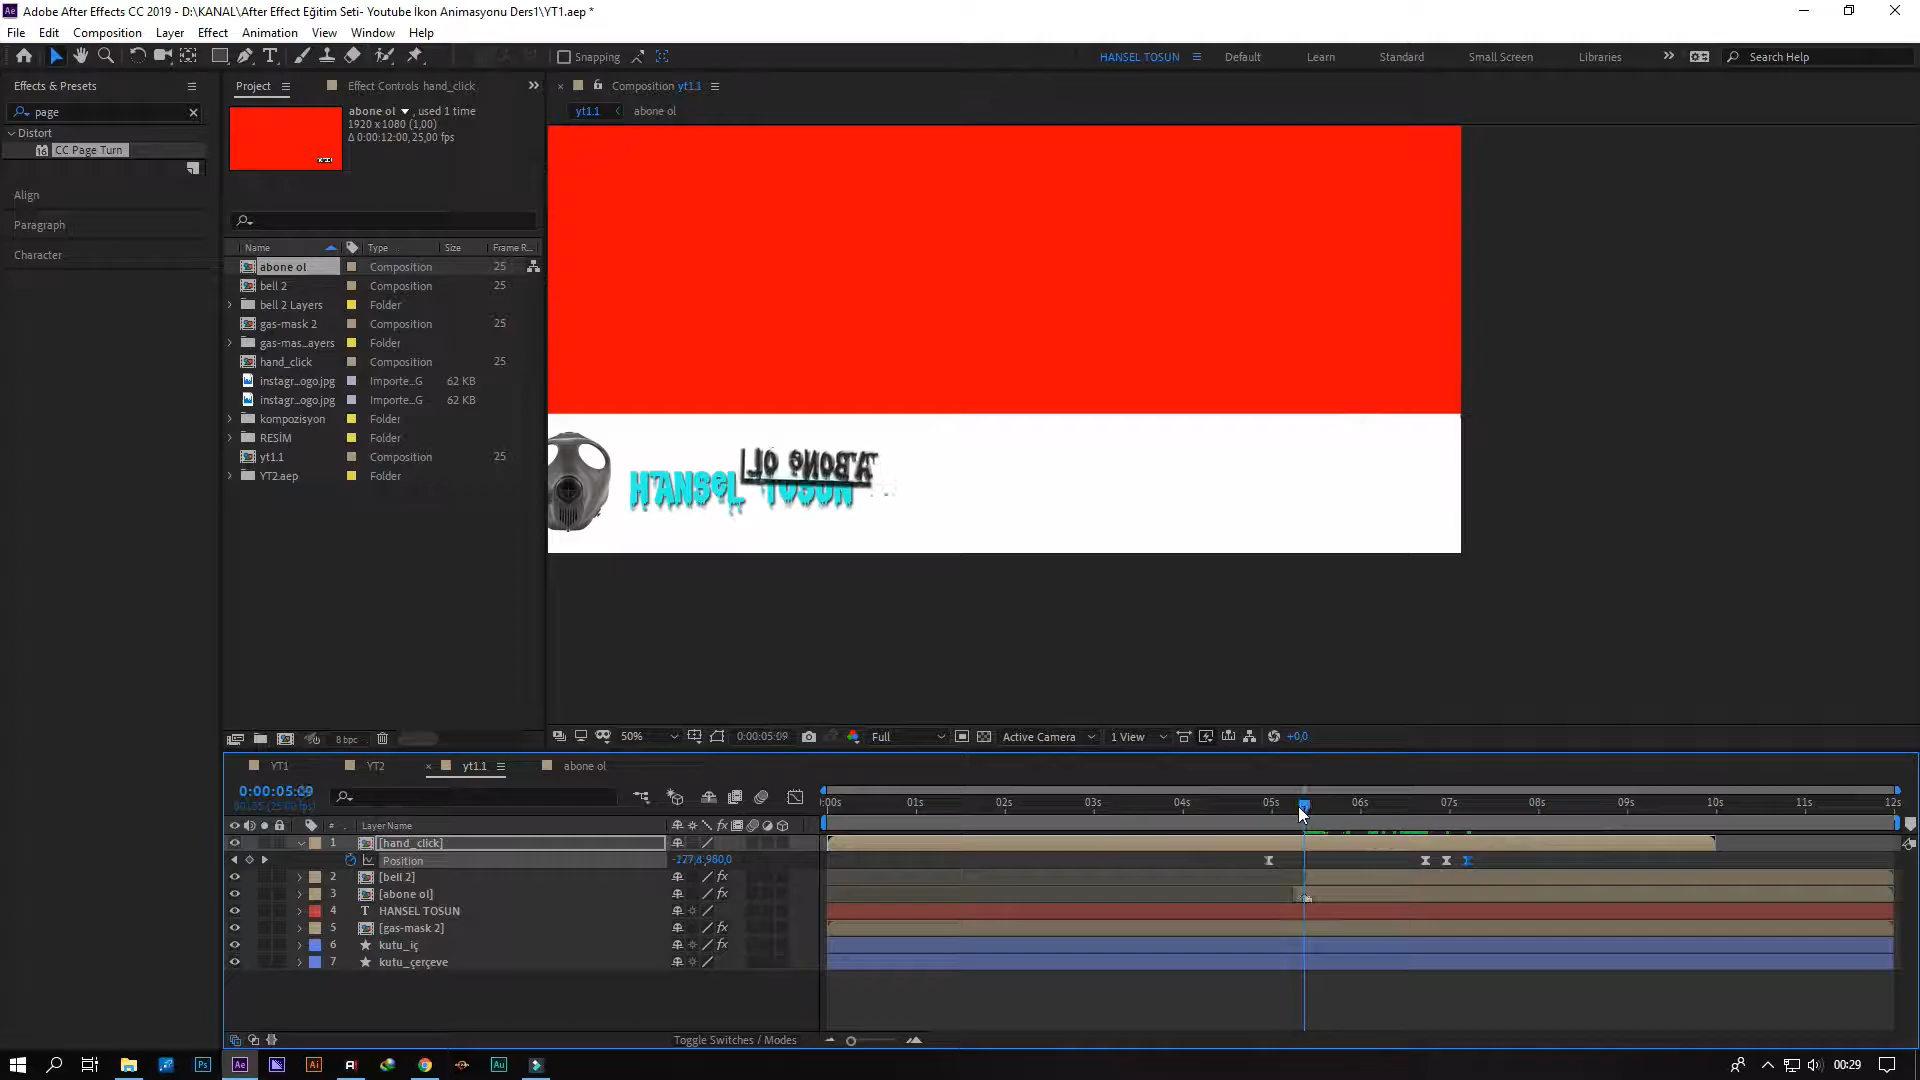 Adobe After Effects CC 2019 - D:\KANAL\After Effect Eğitim Seti- Youtube İkon Animasyonu Ders1\YT1.aep *
File Edit Composition Layer Effect Animation View Window Help
Snapping
HANSEL TOSUN Default Learn Standard Small Screen Libraries Search Help
Effects & Presets
page
Distort
CC Page Turn
Align
Paragraph
Character
Project Effect Controls hand_click
abone ol , used 1 time
1920 x 1080 (1,00)
Δ 0:00:12:00, 25,00 fps
Name Type Size Frame R...
abone ol Composition 25
bell 2 Composition 25
bell 2 Layers Folder
gas-mask 2 Composition 25
gas-mas...ayers Folder
hand_click Composition 25
instagr...ogo.jpg Importe...G 62 KB
instagr...ogo.jpg Importe...G 62 KB
kompozisyon Folder
RESİM Folder
yt1.1 Composition 25
YT2.aep Folder
8 bpc
Composition yt1.1
yt1.1 abone ol
ABONE OL
HANSEL TOSUN
50% 0:00:05:09 Full Active Camera 1 View +0,0
YT1 YT2 yt1.1 abone ol
0:00:05:09
:00s 01s 02s 03s 04s 05s 06s 07s 08s 09s 10s 11s 12s
# Layer Name
1 [hand_click]
Position -177,8,980,0
2 [bell 2]
3 [abone ol]
4 HANSEL TOSUN
5 [gas-mask 2]
6 kutu_iç
7 kutu_çerçeve
Toggle Switches / Modes
00:29